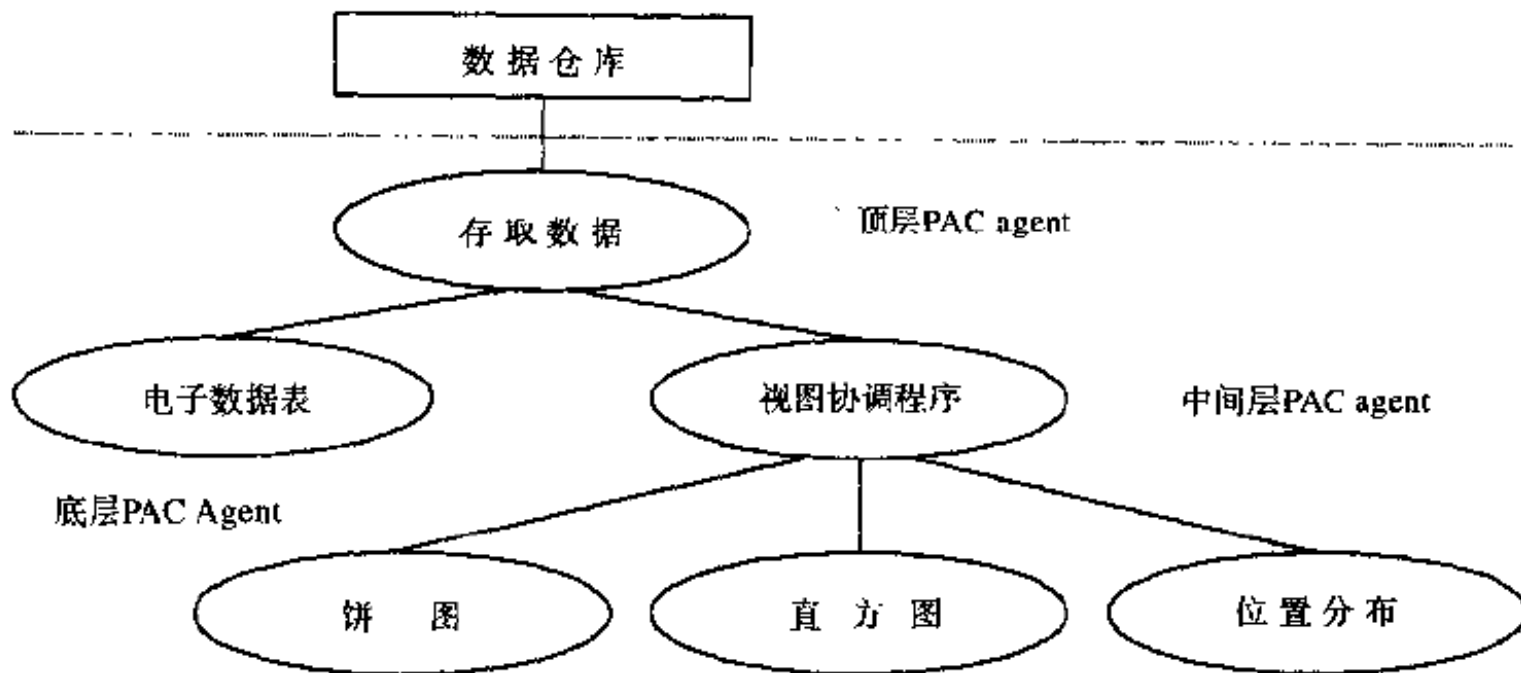 数据仓库
存取数据
顶层PAC agent
电子数据表
视图协调程序
中间层PAC agent
底层PAC Agent
饼 图
直方图
位置分布